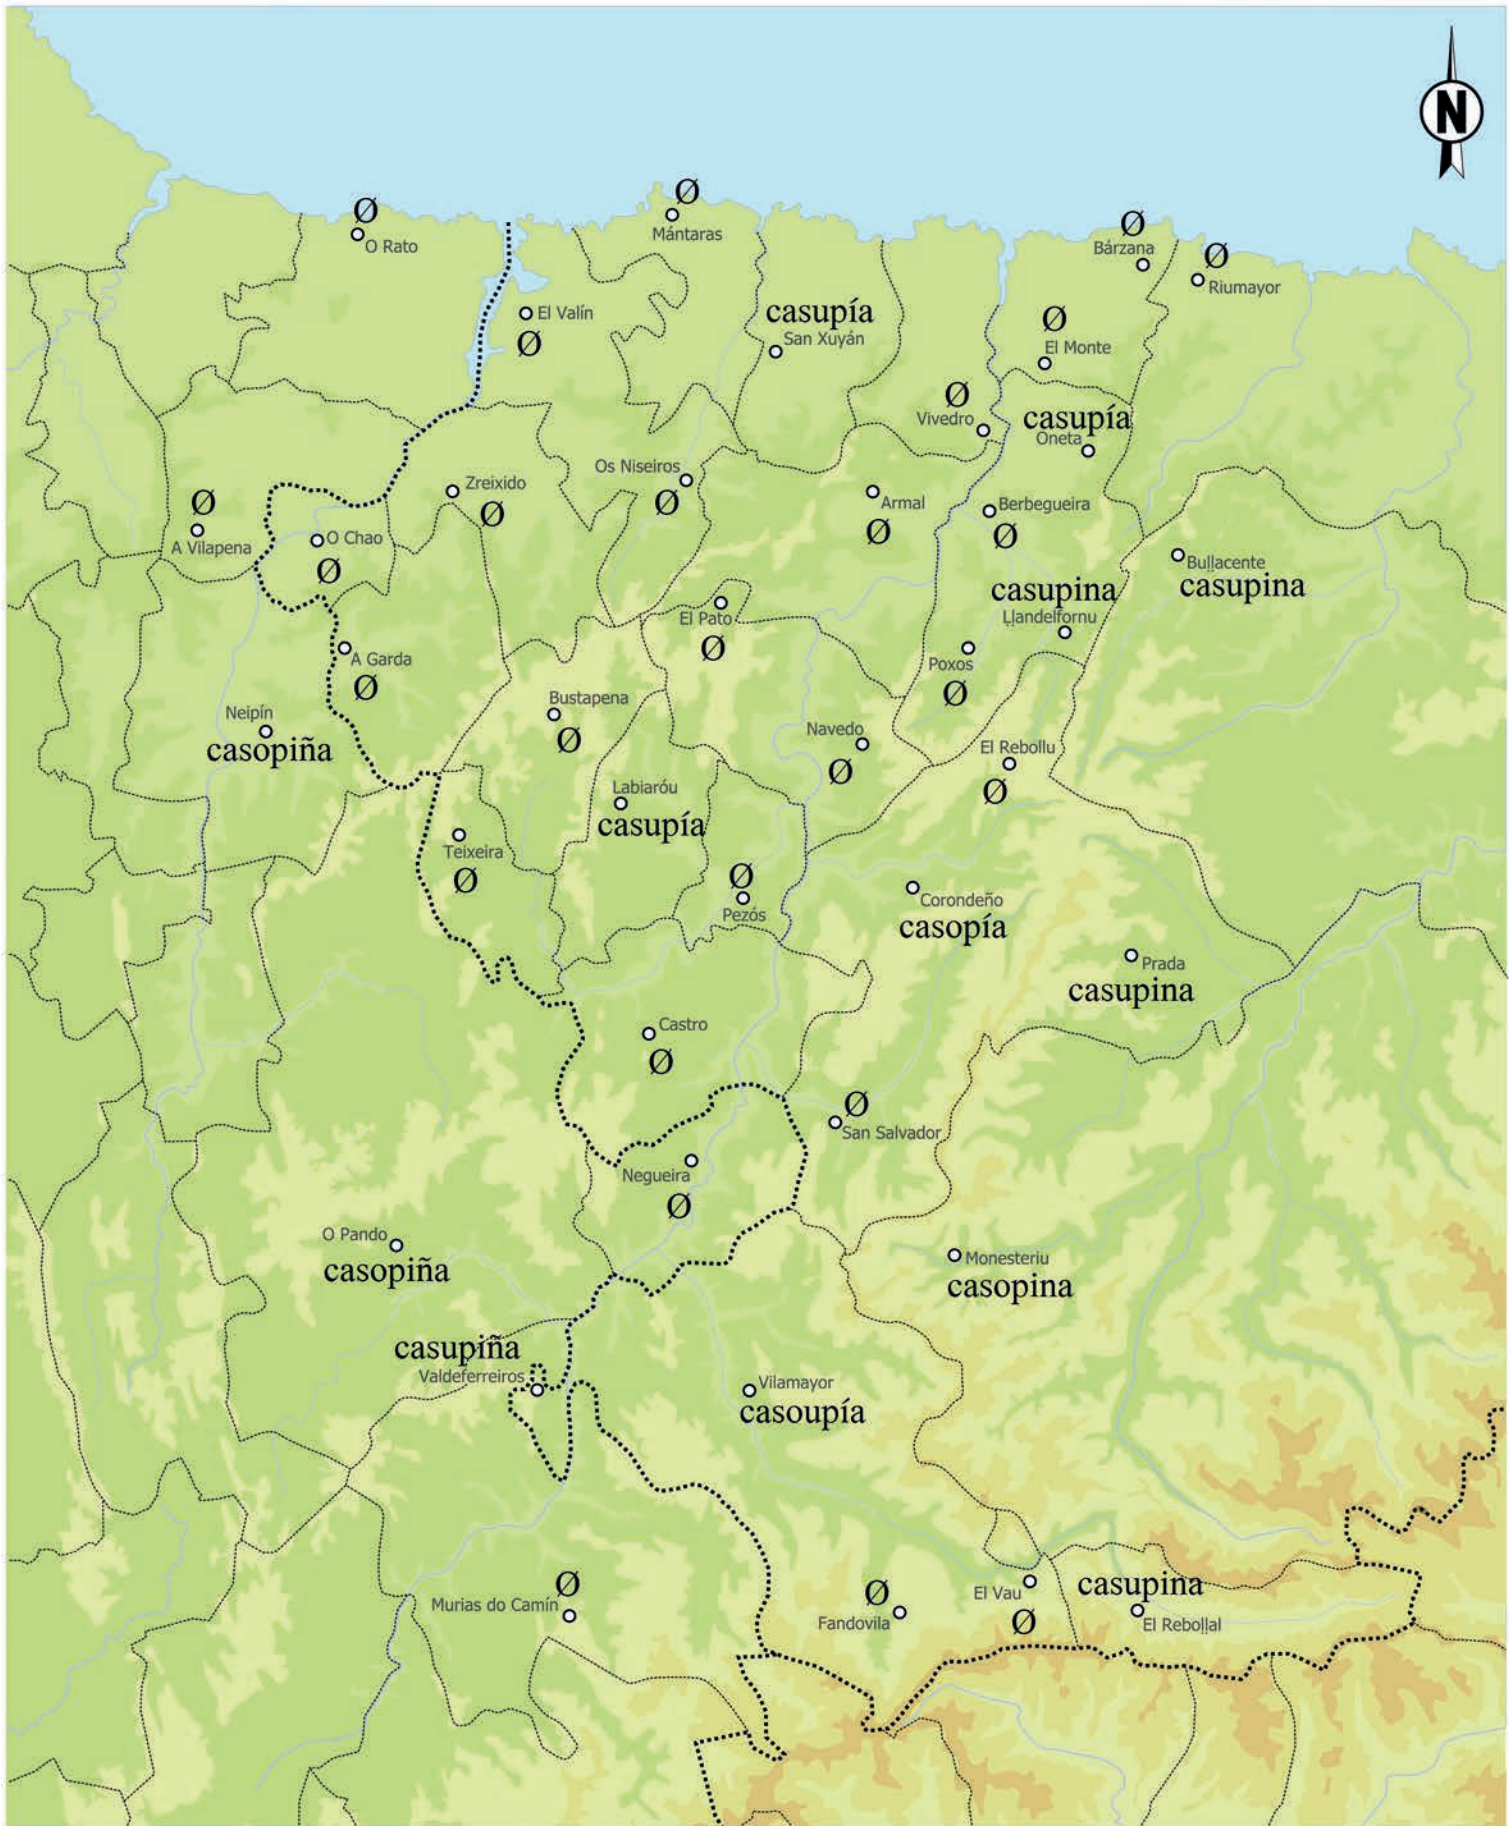 N
Ø
Mántaras
Ø
O Rato
Ø
Bárzana
Ø
Riumayor
El Valín
Ø
casupía
San Xuyán
Ø
El Monte
Ø
Vivedro
casupía
Oneta
Os Niseiros
Ø
Zreixido
Ø
Ø
A Vilapena
Armal
Ø
Berbegueira
Ø
O Chao
Ø
Buḷḷacente
casupina
casupina
Ḷḷandelfornu
El Pato
Ø
A Garda
Ø
Poxos
Ø
Bustapena
Ø
Neipín
casopiña
Navedo
Ø
El Rebollu
Ø
Labiaróu
casupía
Teixeira
Ø
Ø
Pezós
Corondeño
casopía
Prada
casupina
Castro
Ø
Ø
San Salvador
Negueira
Ø
O Pando
casopiña
Monesteriu
casopina
casupiña
Valdeferreiros
Vilamayor
casoupía
Ø
Murias do Camín
Ø
Fandovila
El Vau
Ø
casupina
El Reboḷḷal